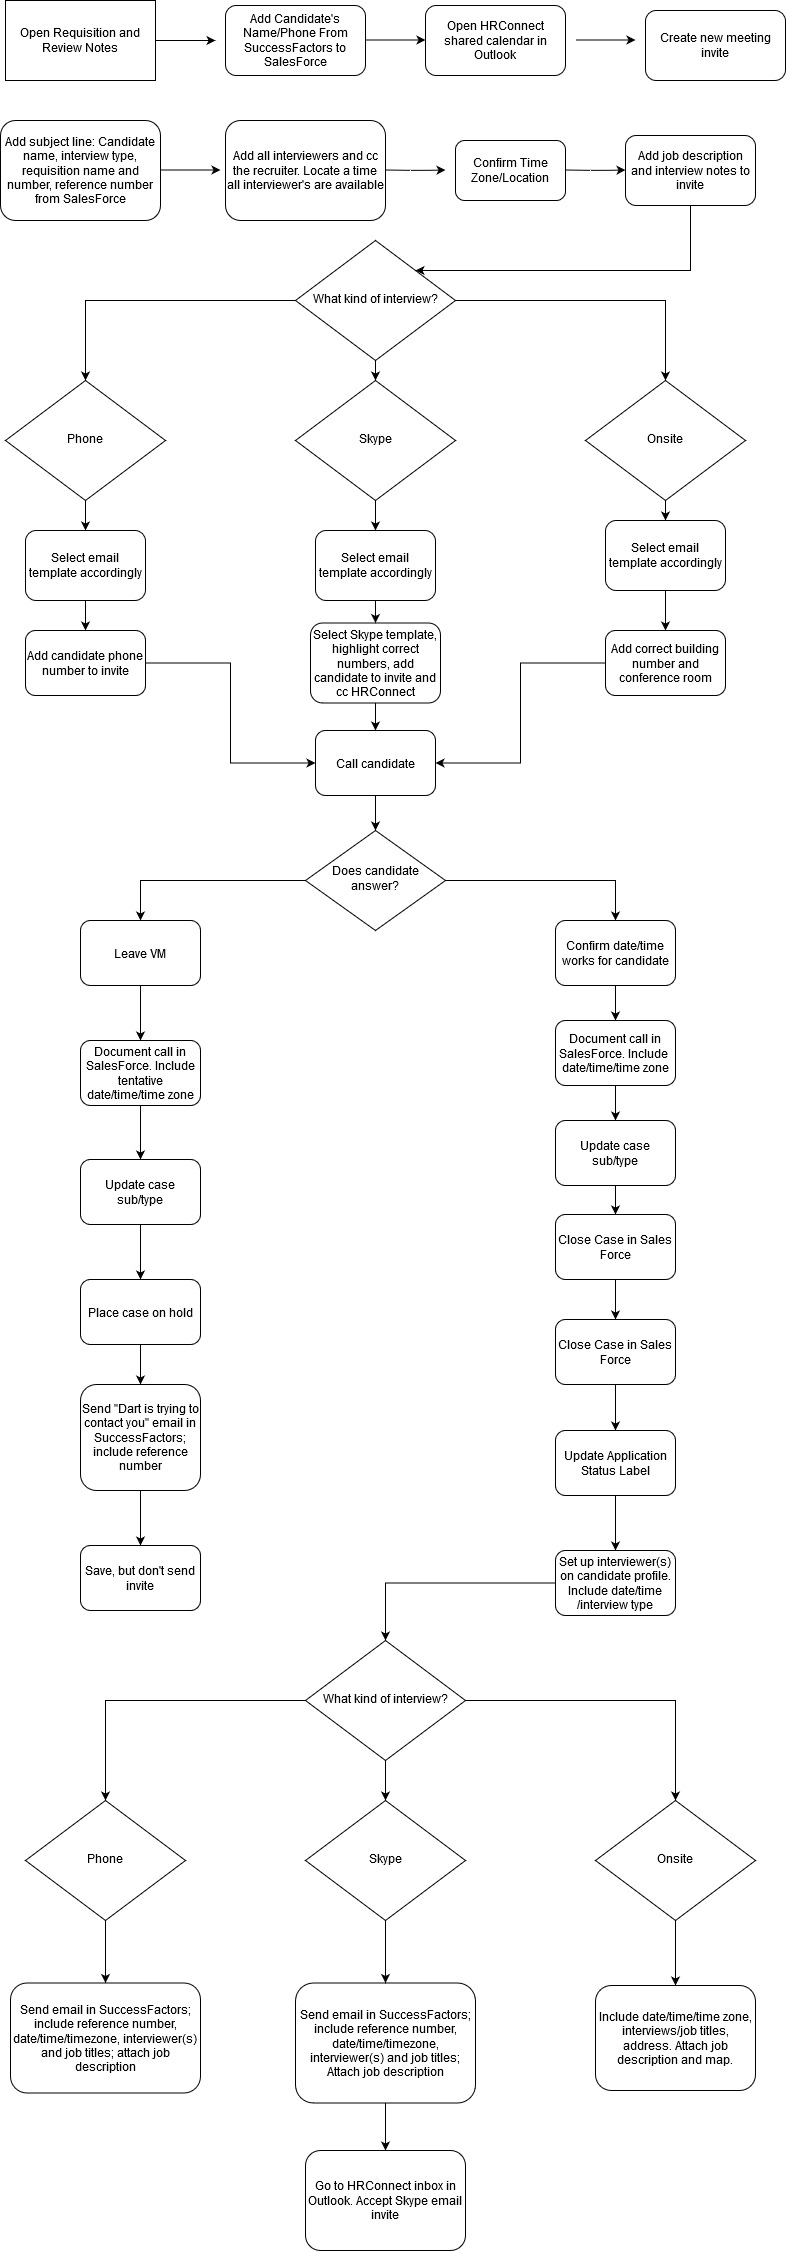 Open Requisition and
Review Notes
Add Candidate's
Name/Phone From
SuccessFactors to
SalesForce
Open HRConnect
shared calendar in
Outlook
Create new meeting
invite
Add subject line: Candidate
name, interview type,
requisition name and
and number, reference number
from SalesForce
Add all interviewers and cc
the recruiter. Locate a time
all interviewer's are available
Confirm Time
Zone/Location
Add job description
and interview notes to
invite
What kind of interview?
Phone
Skype
Onsite
Select email
template accordingly
Select email
template accordingly
Select email
template accordingly
Add candidate phone
number to invite
Select Skype template,
highlight correct
numbers, add
candidate to invite and
cc HRConnect
Add correct building
number and
conference room
Call candidate
Does candidate
answer?
Leave VM
Confirm date/time
works for candidate
Document call in
SalesForce. Include
tentative
date/time/time zone
Document call in
SalesForce. Include
date/time/time zone
Update case
sub/type
Update case
sub/type
Close Case in Sales
Force
Place case on hold
Close Case in Sales
Force
Send "Dart is trying to
contact you" email in
SuccessFactors;
include reference
number
Update Application
Status Label
Save, but don't send
invite
Set up interviewer(s)
on candidate profile.
Include date/time
/interview type
What kind of interview?
Phone
Skype
Onsite
Send email in SuccessFactors;
include reference number,
date/time/timezone, interviewer(s)
and job titles; attach job
description
Send email in SuccessFactors;
include reference number,
date/time/timezone,
interviewer(s) and job titles;
Attach job description
Include date/time/time zone,
interviews/job titles,
address. Attach job
description and map.
Go to HRConnect inbox in
Outlook. Accept Skype email
invite